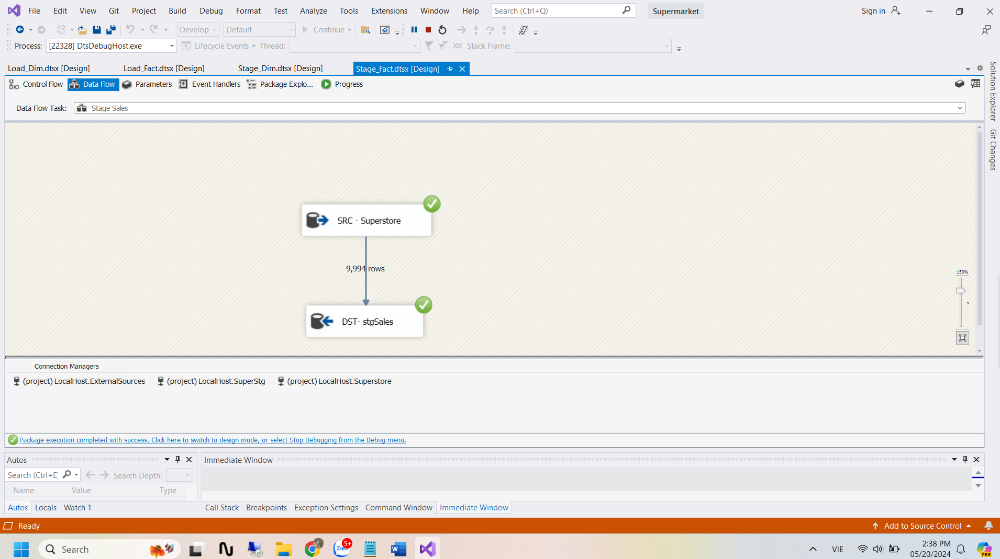 File Edit View Git Project Build Debug Format Test Analyze Tools Extensions Window Help Search (Ctrl+Q) Supermarket Sign in
Develop Default Continue
Process: [22328] DtsDebugHost.exe Lifecycle Events Thread: Stack Frame:
Load_Dim.dtsx [Design] Load_Fact.dtsx [Design] Stage_Dim.dtsx [Design] Stage_Fact.dtsx [Design]
Control Flow Data Flow Parameters Event Handlers Package Explo... Progress
Data Flow Task: Stage Sales
Solution Explorer
Git Changes
SRC - Superstore
9,994 rows
DST- stgSales
150%
Connection Managers
(project) LocalHost.ExternalSources (project) LocalHost.SuperStg (project) LocalHost.Superstore
Package execution completed with success. Click here to switch to design mode, or select Stop Debugging from the Debug menu.
Autos
Search (Ctrl+E) Search Depth:
Name Value Type
Autos Locals Watch 1
Immediate Window
Call Stack Breakpoints Exception Settings Command Window Immediate Window
Ready Add to Source Control
Search Zalo 5+ W VIE 2:38 PM
05/20/2024 PRE